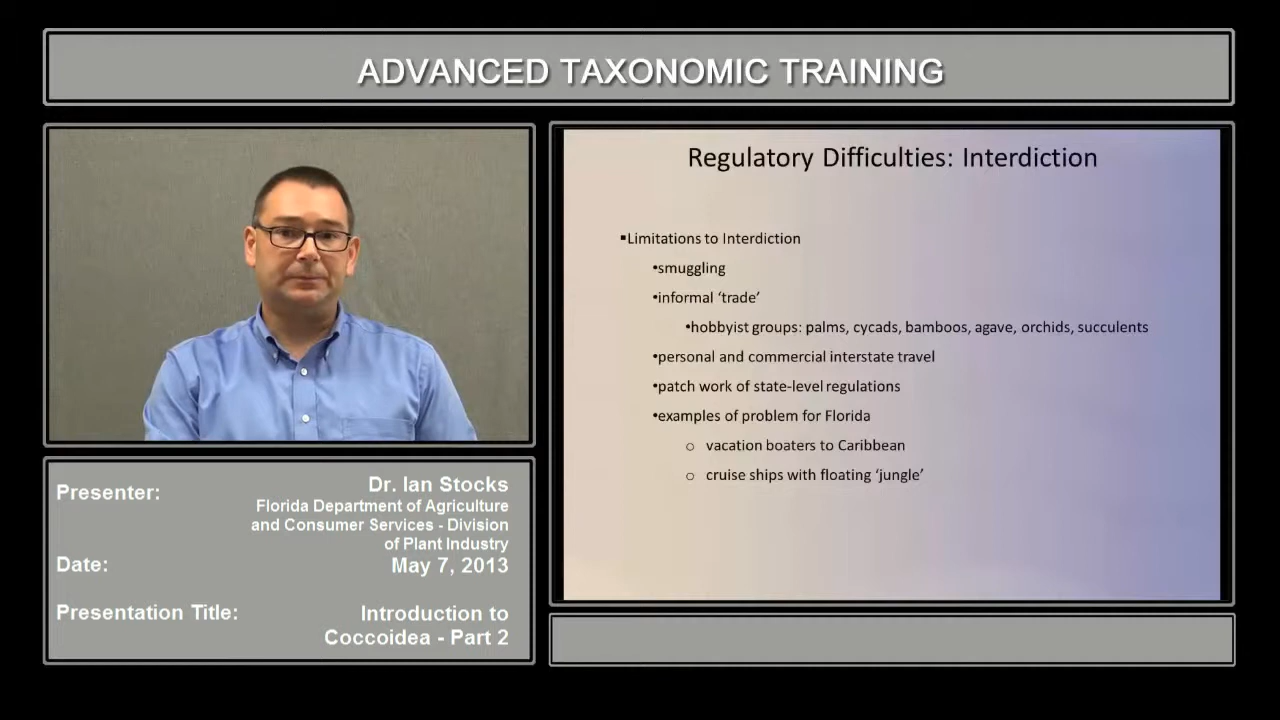 ADVANCED TAXONOMIC TRAINING
Regulatory Difficulties: Interdiction
▪Limitations to Interdiction
•smuggling
•informal ‘trade’
•hobbyist groups: palms, cycads, bamboos, agave, orchids, succulents
•personal and commercial interstate travel
•patch work of state-level regulations
•examples of problem for Florida
o vacation boaters to Caribbean
o cruise ships with floating ‘jungle’
Presenter: Dr. Ian Stocks
Florida Department of Agriculture
and Consumer Services - Division
of Plant Industry
Date: May 7, 2013
Presentation Title: Introduction to
Coccoidea - Part 2